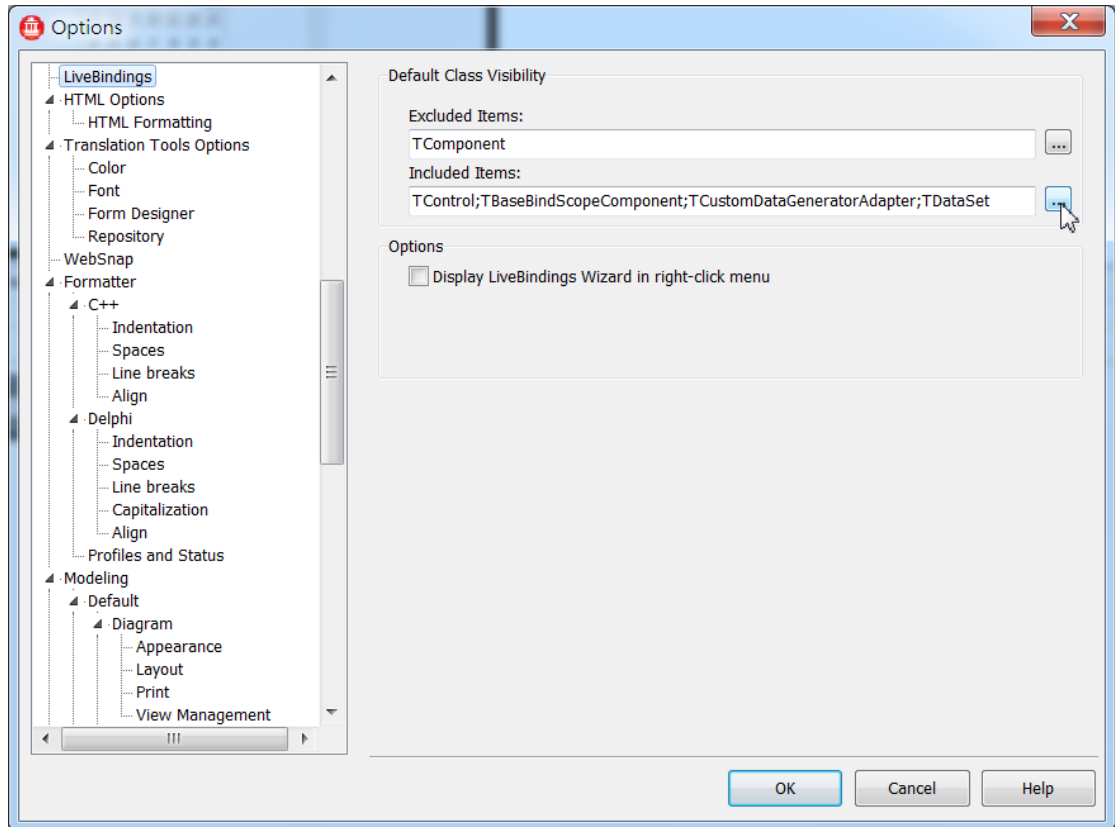 Options
LiveBindings
HTML Options
HTML Formatting
Translation Tools Options
Color
Font
Form Designer
Repository
WebSnap
Formatter
C++
Indentation
Spaces
Line breaks
Align
Delphi
Indentation
Spaces
Line breaks
Capitalization
Align
Profiles and Status
Modeling
Default
Diagram
Appearance
Layout
Print
View Management
Default Class Visibility
Excluded Items:
TComponent
...
Included Items:
TControl;TBaseBindScopeComponent;TCustomDataGeneratorAdapter;TDataSet
...
Options
Display LiveBindings Wizard in right-click menu
OK
Cancel
Help